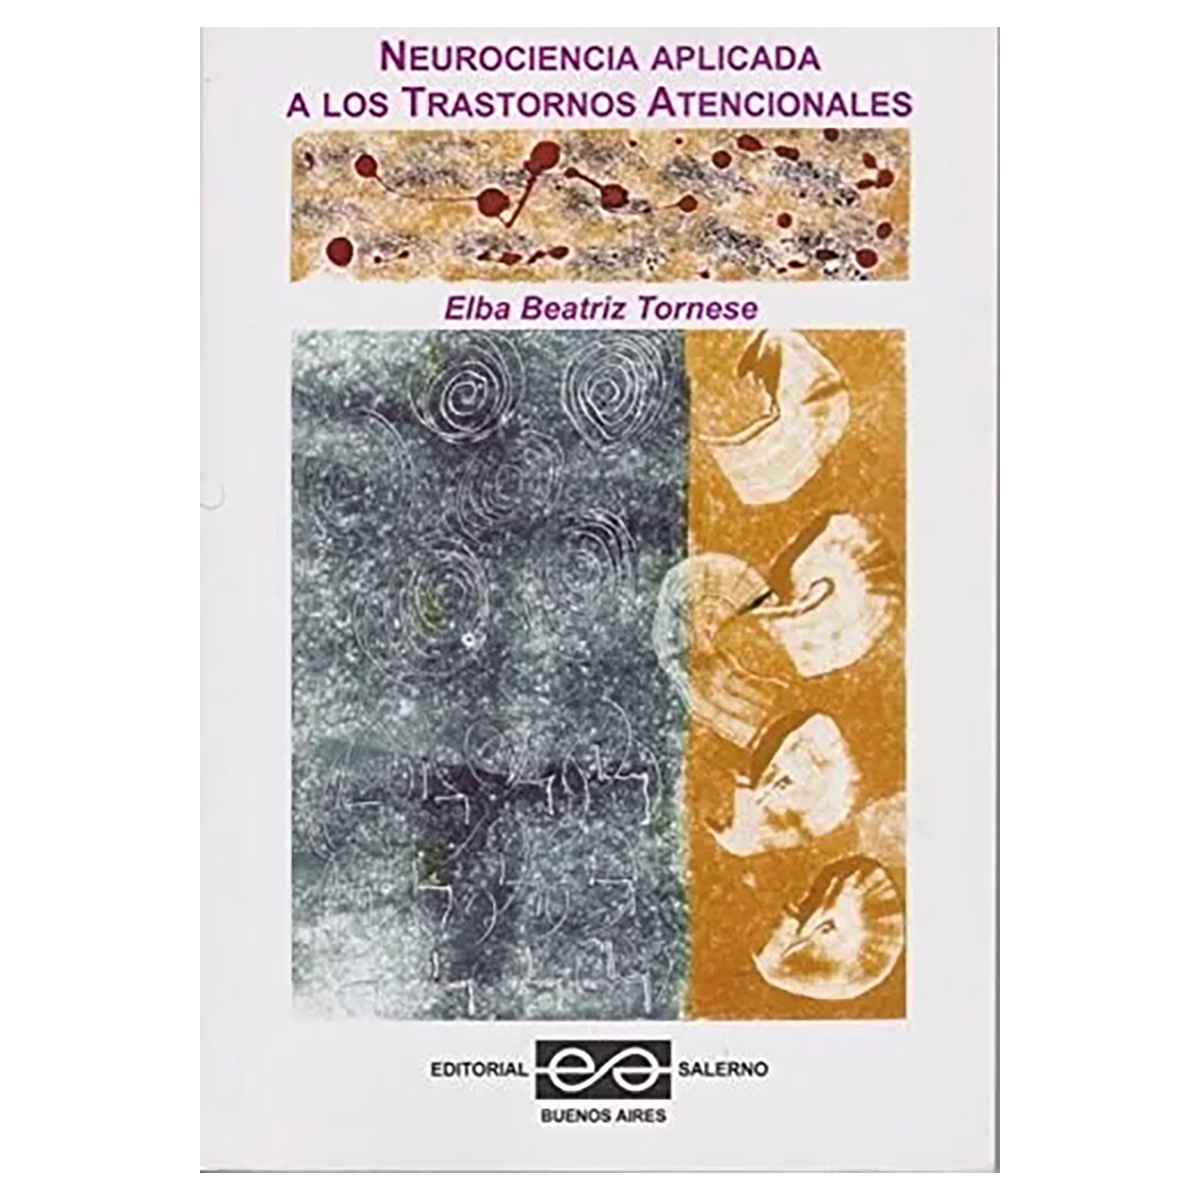 NEUROCIENCIA APLICADA
A LOS TRASTORNOS ATENCIONALES
Elba Beatriz Tornese
EDITORIAL SALERNO
BUENOS AIRES